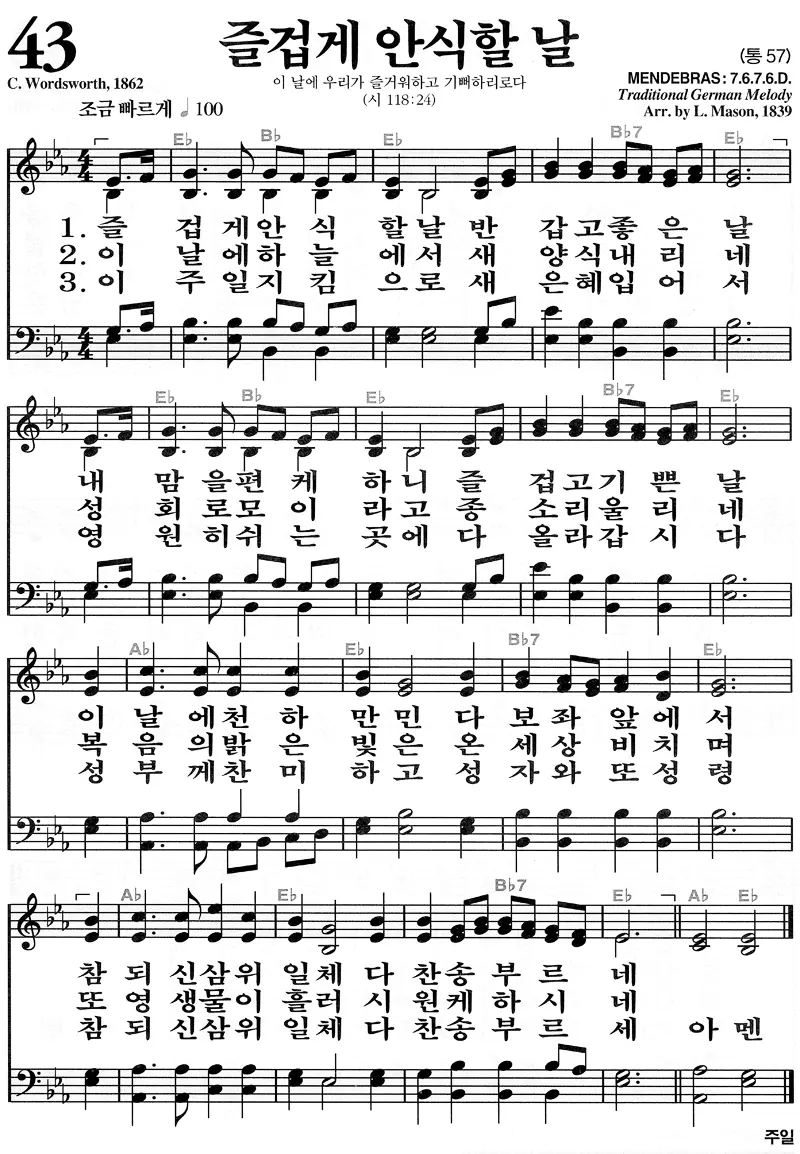 43
즐겁게 안식할 날
(통 57)
C. Wordsworth, 1862
이 날에 우리가 즐거워하고 기뻐하리로다
(시 118:24)
MENDEBRAS : 7.6.7.6.D.
Traditional German Melody
Arr. by L. Mason, 1839
조금 빠르게 ♩ 100
E♭ B♭ E♭ B♭7 E♭
1. 즐 겁 게 안 식 할 날 반 갑 고 좋 은 날
2. 이 날 에 하 늘 에 서 새 양 식 내 리 네
3. 이 주 일 지 킴 으 로 새 은 혜 입 어 서
E♭ B♭ E♭ B♭7 E♭
내 맘 을 편 케 하 니 즐 겁 고 기 쁜 날
성 회 로 모 이 라 고 종 소 리 울 리 네
영 원 히 쉬 는 곳 에 다 올 라 갑 시 다
A♭ E♭ B♭7 E♭
이 날 에 천 하 만 민 다 보 좌 앞 에 서
복 음 의 밝 은 빛 은 온 세 상 비 치 며
성 부 께 찬 미 하 고 성 자 와 또 성 령
A♭ E♭ B♭7 E♭ A♭ E♭
참 되 신 삼 위 일 체 다 찬 송 부 르 네
또 영 생 물 이 흘 러 시 원 케 하 시 네
참 되 신 삼 위 일 체 다 찬 송 부 르 세 아 멘
주일